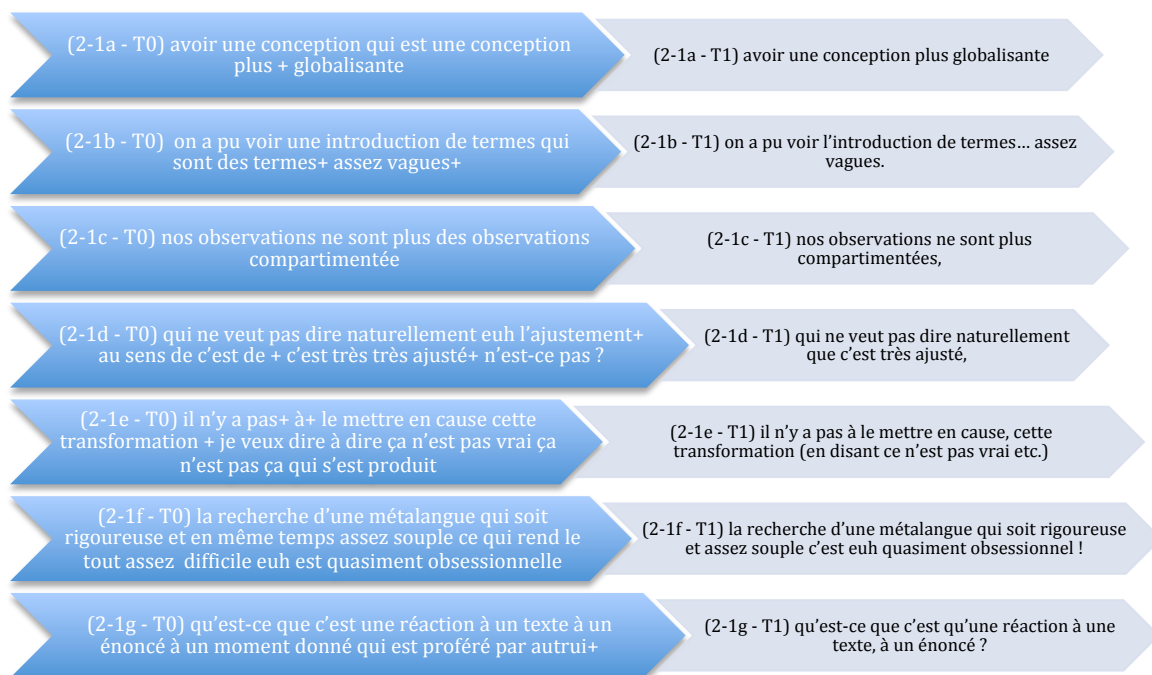 (2-1a - T0) avoir une conception qui est une conception
plus + globalisante
(2-1a - T1) avoir une conception plus globalisante
(2-1b - T0) on a pu voir une introduction de termes qui
sont des termes+ assez vagues+
(2-1b - T1) on a pu voir l’introduction de termes… assez
vagues.
(2-1c - T0) nos observations ne sont plus des observations
compartimentée
(2-1c - T1) nos observations ne sont plus
compartimentées,
(2-1d - T0) qui ne veut pas dire naturellement euh l’ajustement+
au sens de c’est de + c’est très très ajusté+ n’est-ce pas ?
(2-1d - T1) qui ne veut pas dire naturellement
que c’est très ajusté,
(2-1e - T0) il n’y a pas+ à+ le mettre en cause cette
transformation + je veux dire à dire ça n’est pas vrai ça
n’est pas ça qui s’est produit
(2-1e - T1) il n’y a pas à le mettre en cause, cette
transformation (en disant ce n’est pas vrai etc.)
(2-1f - T0) la recherche d’une métalangue qui soit
rigoureuse et en même temps assez souple ce qui rend le
tout assez difficile euh est quasiment obsessionnelle
(2-1f - T1) la recherche d’une métalangue qui soit rigoureuse
et assez souple c’est euh quasiment obsessionnel !
(2-1g - T0) qu’est-ce que c’est une réaction à un texte à un
énoncé à un moment donné qui est proféré par autrui+
(2-1g - T1) qu’est-ce que c’est qu’une réaction à une
texte, à un énoncé ?